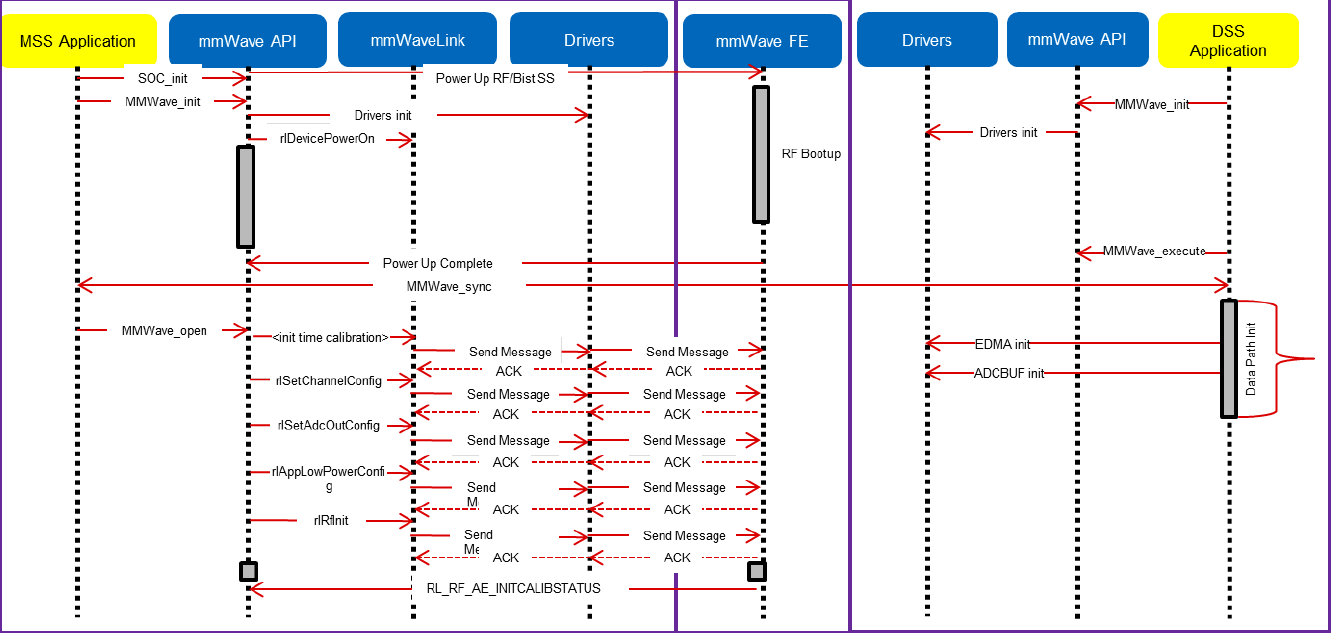 MSS Application
mmWave API
mmWaveLink
Drivers
mmWave FE
Drivers
mmWave API
DSS
Application
SOC_init
Power Up RF/Bist SS
MMWave_init
MMWave_init
Drivers init
Drivers init
rlDevicePowerOn
RF Bootup
MMWave_execute
Power Up Complete
MMWave_sync
MMWave_open
<init time calibration>
Send Message
Send Message
EDMA init
Data Path Init
ACK
ACK
ADCBUF init
rlSetChannelConfig
Send Message
Send Message
ACK
ACK
rlSetAdcOutConfig
Send Message
Send Message
ACK
ACK
rlAppLowPowerConfi
g
Send
Send Message
ACK
ACK
rlRfInit
Send
Me
Send Message
ACK
ACK
RL_RF_AE_INITCALIBSTATUS